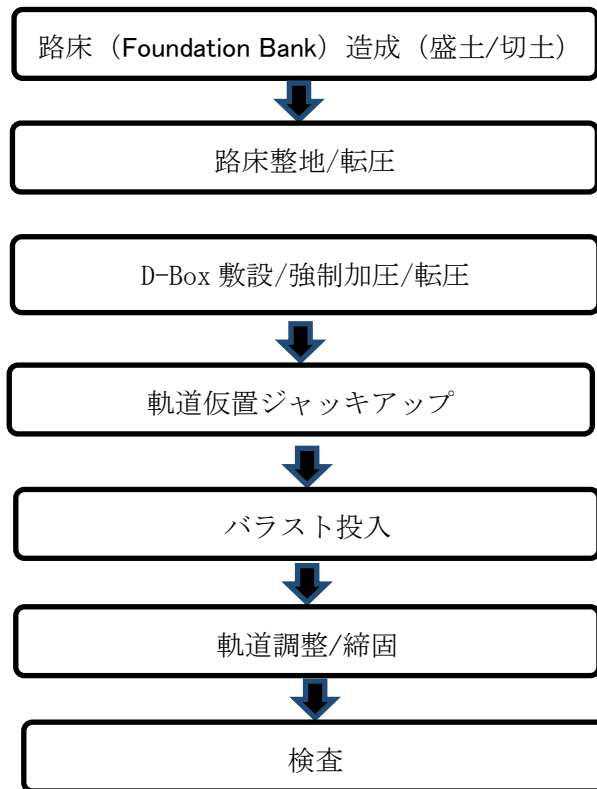 路床（Foundation Bank）造成（盛土/切土）
路床整地/転圧
D-Box 敷設/強制加圧/転圧
軌道仮置ジャッキアップ
バラスト投入
軌道調整/締固
検査